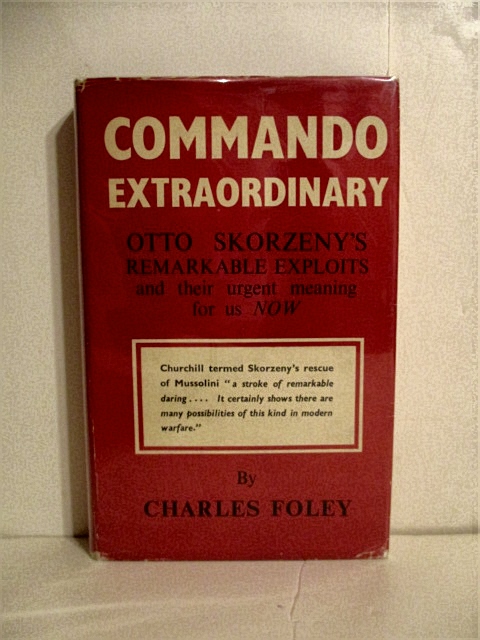 COMMANDO
EXTRAORDINARY
OTTO SKORZENY'S
REMARKABLE EXPLOITS
and their urgent meaning
for us NOW
Churchill termed Skorzeny's rescue
of Mussolini "a stroke of remarkable
daring.... It certainly shows there are
many possibilities of this kind in modern
warfare."
By
CHARLES FOLEY